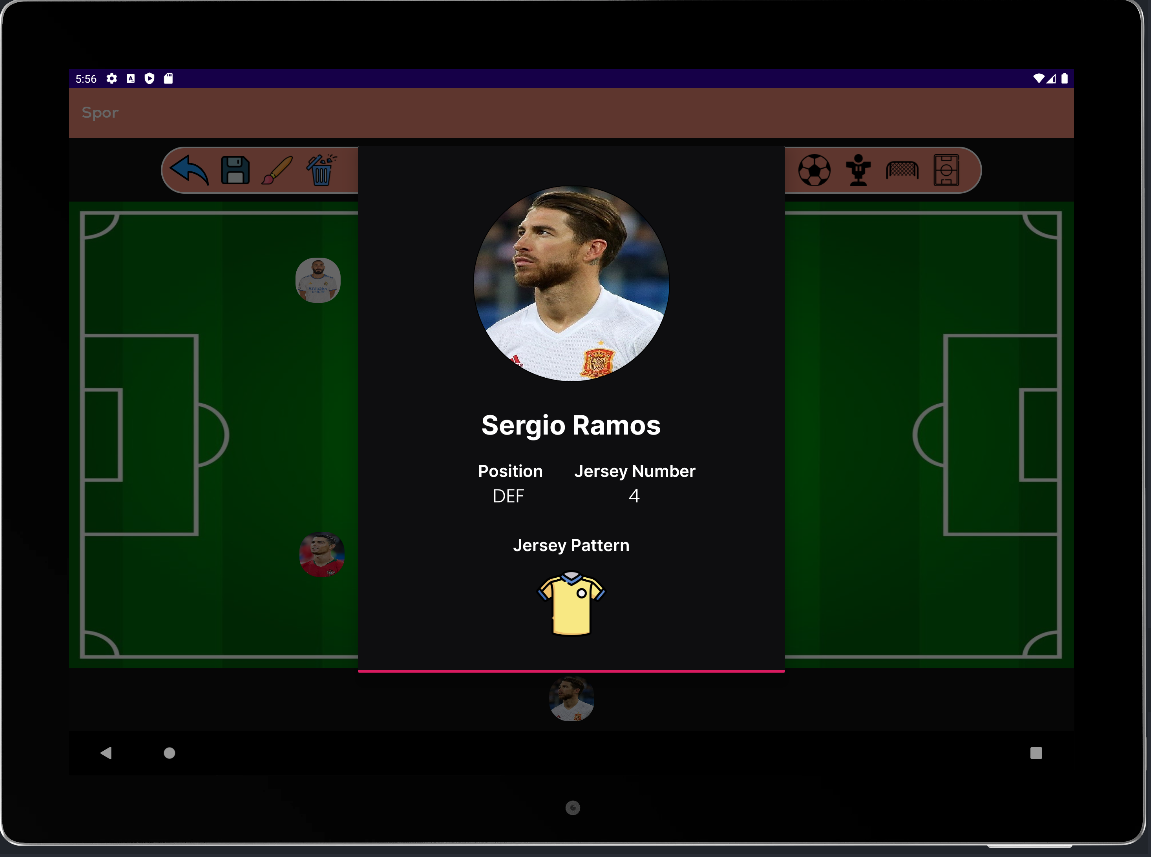 5:56
Spor
Sergio Ramos
Position Jersey Number
DEF 4
Jersey Pattern